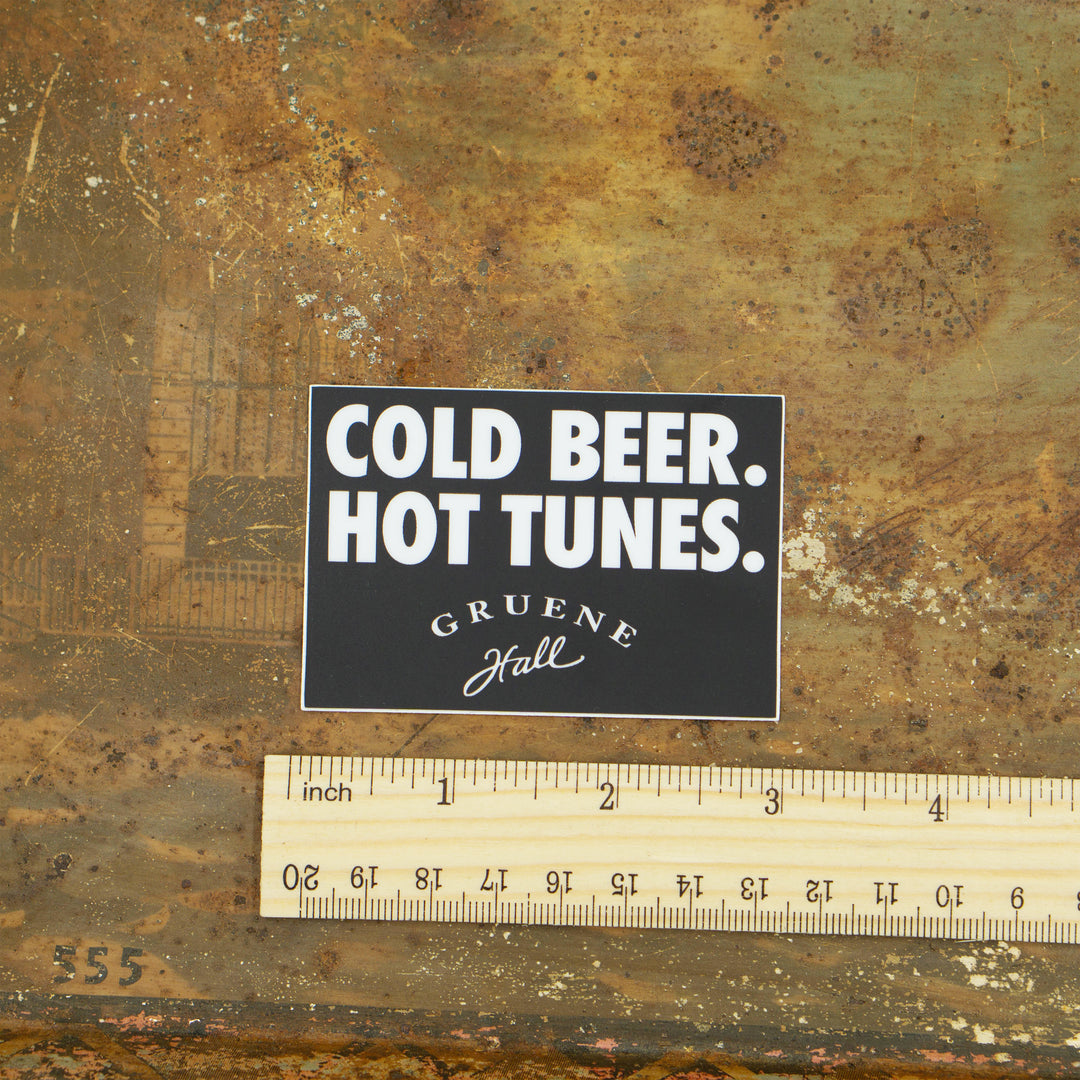 COLD BEER.
HOT TUNES.
GRUENE
Hall
inch 1 2 3 4
20 19 18 17 16 15 14 13 12 11 10 9
555